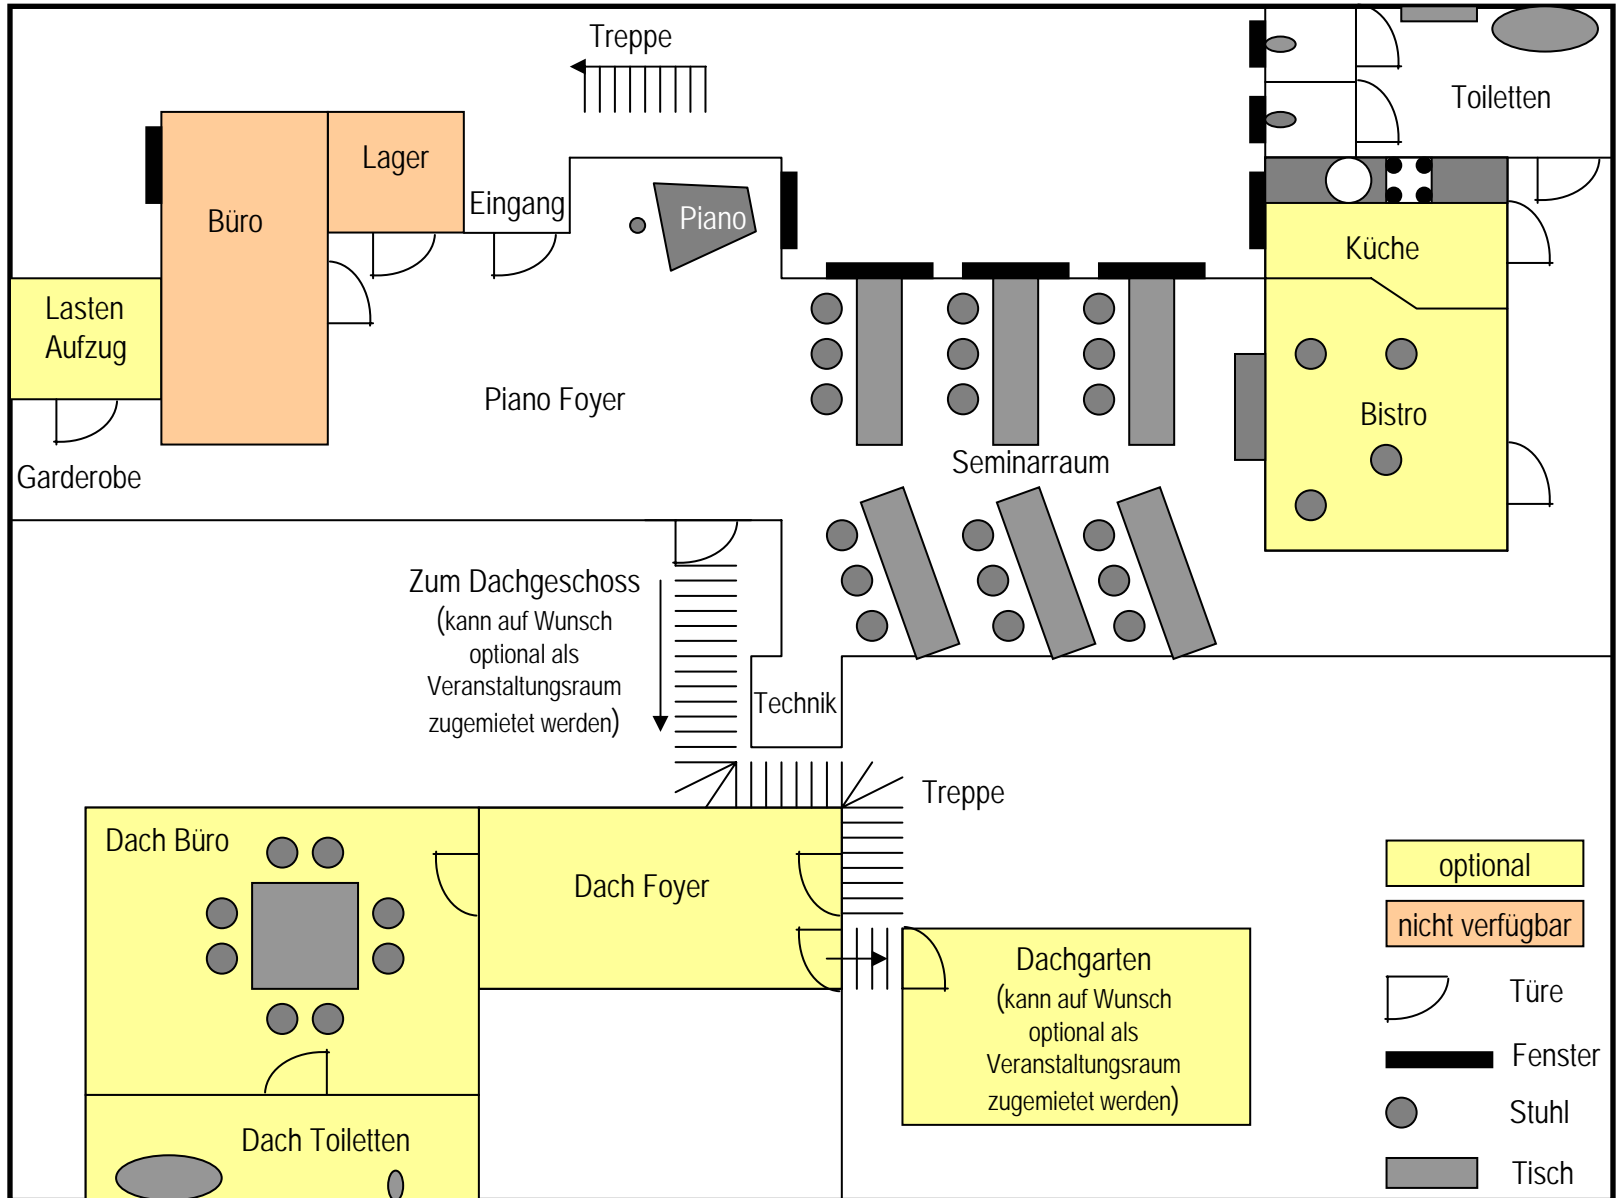 Treppe
Toiletten
Lager
Eingang
Büro
Piano
Küche
Lasten
Aufzug
Piano Foyer
Bistro
Seminarraum
Garderobe
Zum Dachgeschoss
(kann auf Wunsch
optional als
Veranstaltungsraum
zugemietet werden)
Technik
Treppe
Dach Büro
Dach Foyer
optional
nicht verfügbar
Dachgarten
(kann auf Wunsch
optional als
Veranstaltungsraum
zugemietet werden)
Türe
Fenster
Stuhl
Tisch
Dach Toiletten